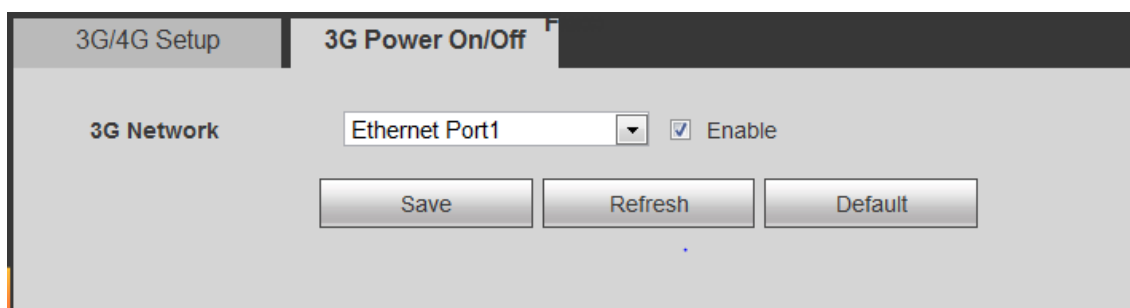 3G/4G Setup 3G Power On/Off F
3G Network Ethernet Port1 Enable
Save Refresh Default